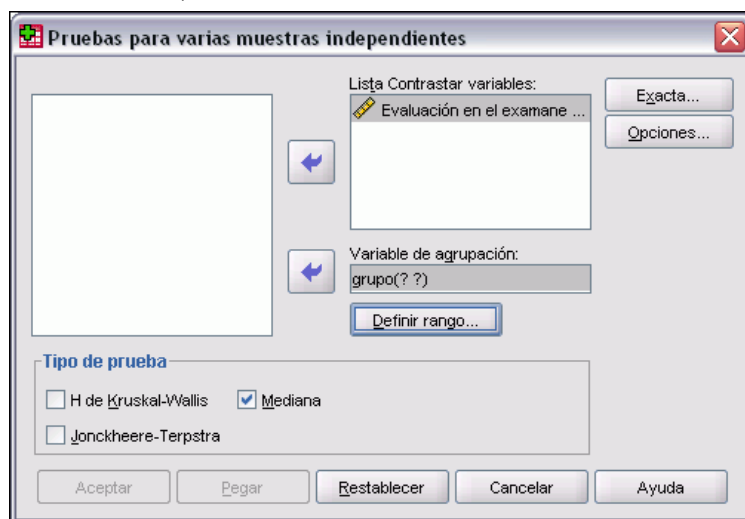 Pruebas para varias muestras independientes
Lista Contrastar variables:
Evaluación en el examane ...
Exacta...
Opciones...
Variable de agrupación:
grupo(? ?)
Definir rango...
Tipo de prueba
H de Kruskal-Wallis
Mediana
Jonckheere-Terpstra
Aceptar
Pegar
Restablecer
Cancelar
Ayuda